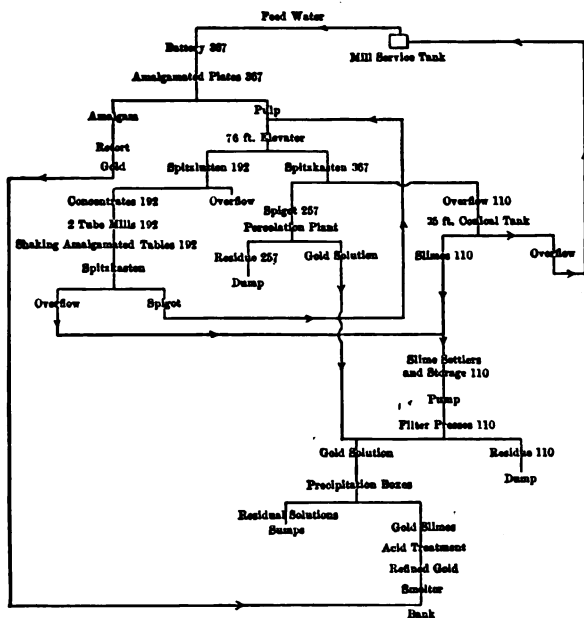 Feed Water
Battery 367
Mill Service Tank
Amalgamated Plates 367
Amalgam
Pulp
Retort
Gold
76 ft. Elevator
Spitzlutten 192
Spitzkasten 367
Concentrates 192
Overflow
2 Tube Mills 192
Shaking Amalgamated Tables 192
Spitzkasten
Overflow
Spigot
Spigot 257
Percolation Plant
Residue 257
Dump
Gold Solution
Overflow 110
35 ft. Conical Tank
Slimes 110
Overflow
Slime Settlers
and Storage 110
Pump
Filter Presses 110
Gold Solution
Residue 110
Dump
Precipitation Boxes
Residual Solutions
Sumps
Gold Slimes
Acid Treatment
Refined Gold
Smelter
Bank